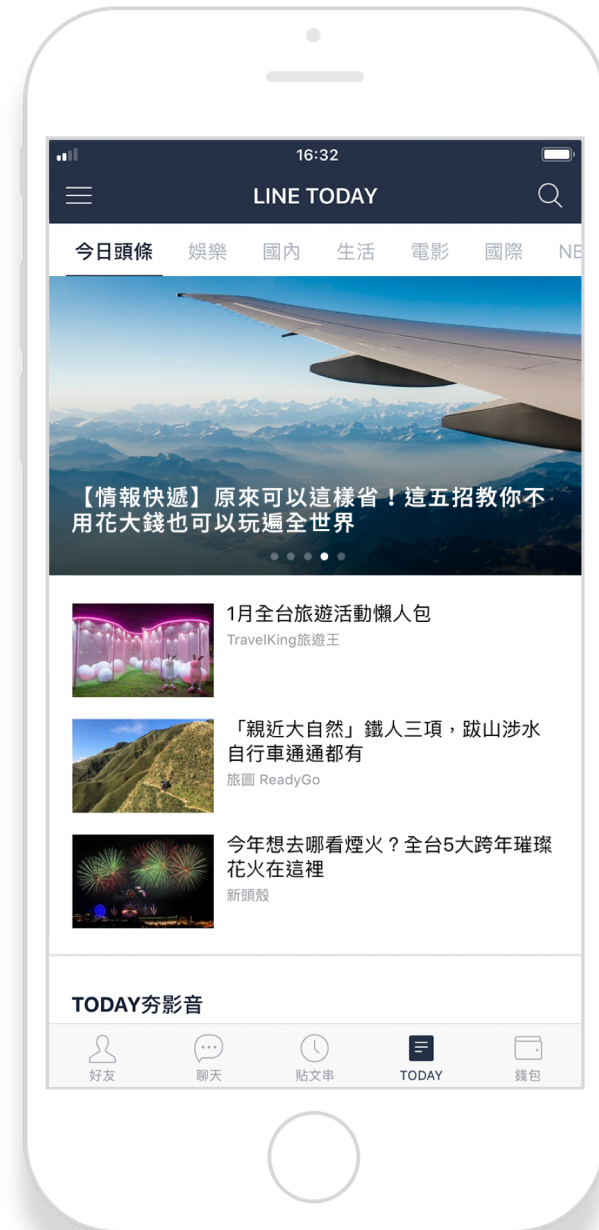 16:32
LINE TODAY
今日頭條 娛樂 國內 生活 電影 國際
【情報快遞】原來可以這樣省！這五招教你不
用花大錢也可以玩遍全世界
1月全台旅遊活動懶人包
TravelKing旅遊王
「親近大自然」鐵人三項，跋山涉水
自行車通通都有
旅圖 ReadyGo
今年想去哪看煙火？全台5大跨年璀璨
花火在這裡
新頭殼
TODAY夯影音
好友 聊天 貼文串 TODAY 錢包